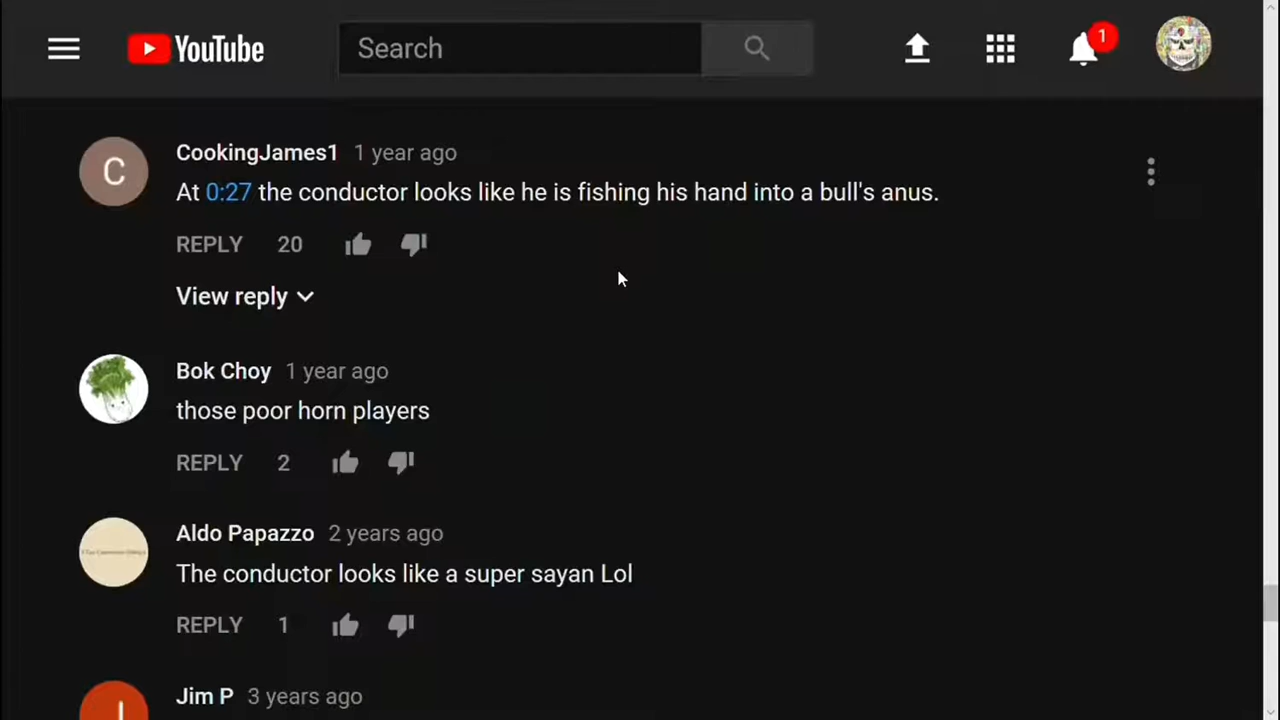 YouTube
Search
1
C
CookingJames1 1 year ago
At 0:27 the conductor looks like he is fishing his hand into a bull's anus.
REPLY 20
View reply
Bok Choy 1 year ago
those poor horn players
REPLY 2
Aldo Papazzo 2 years ago
The conductor looks like a super sayan Lol
REPLY 1
J
Jim P 3 years ago